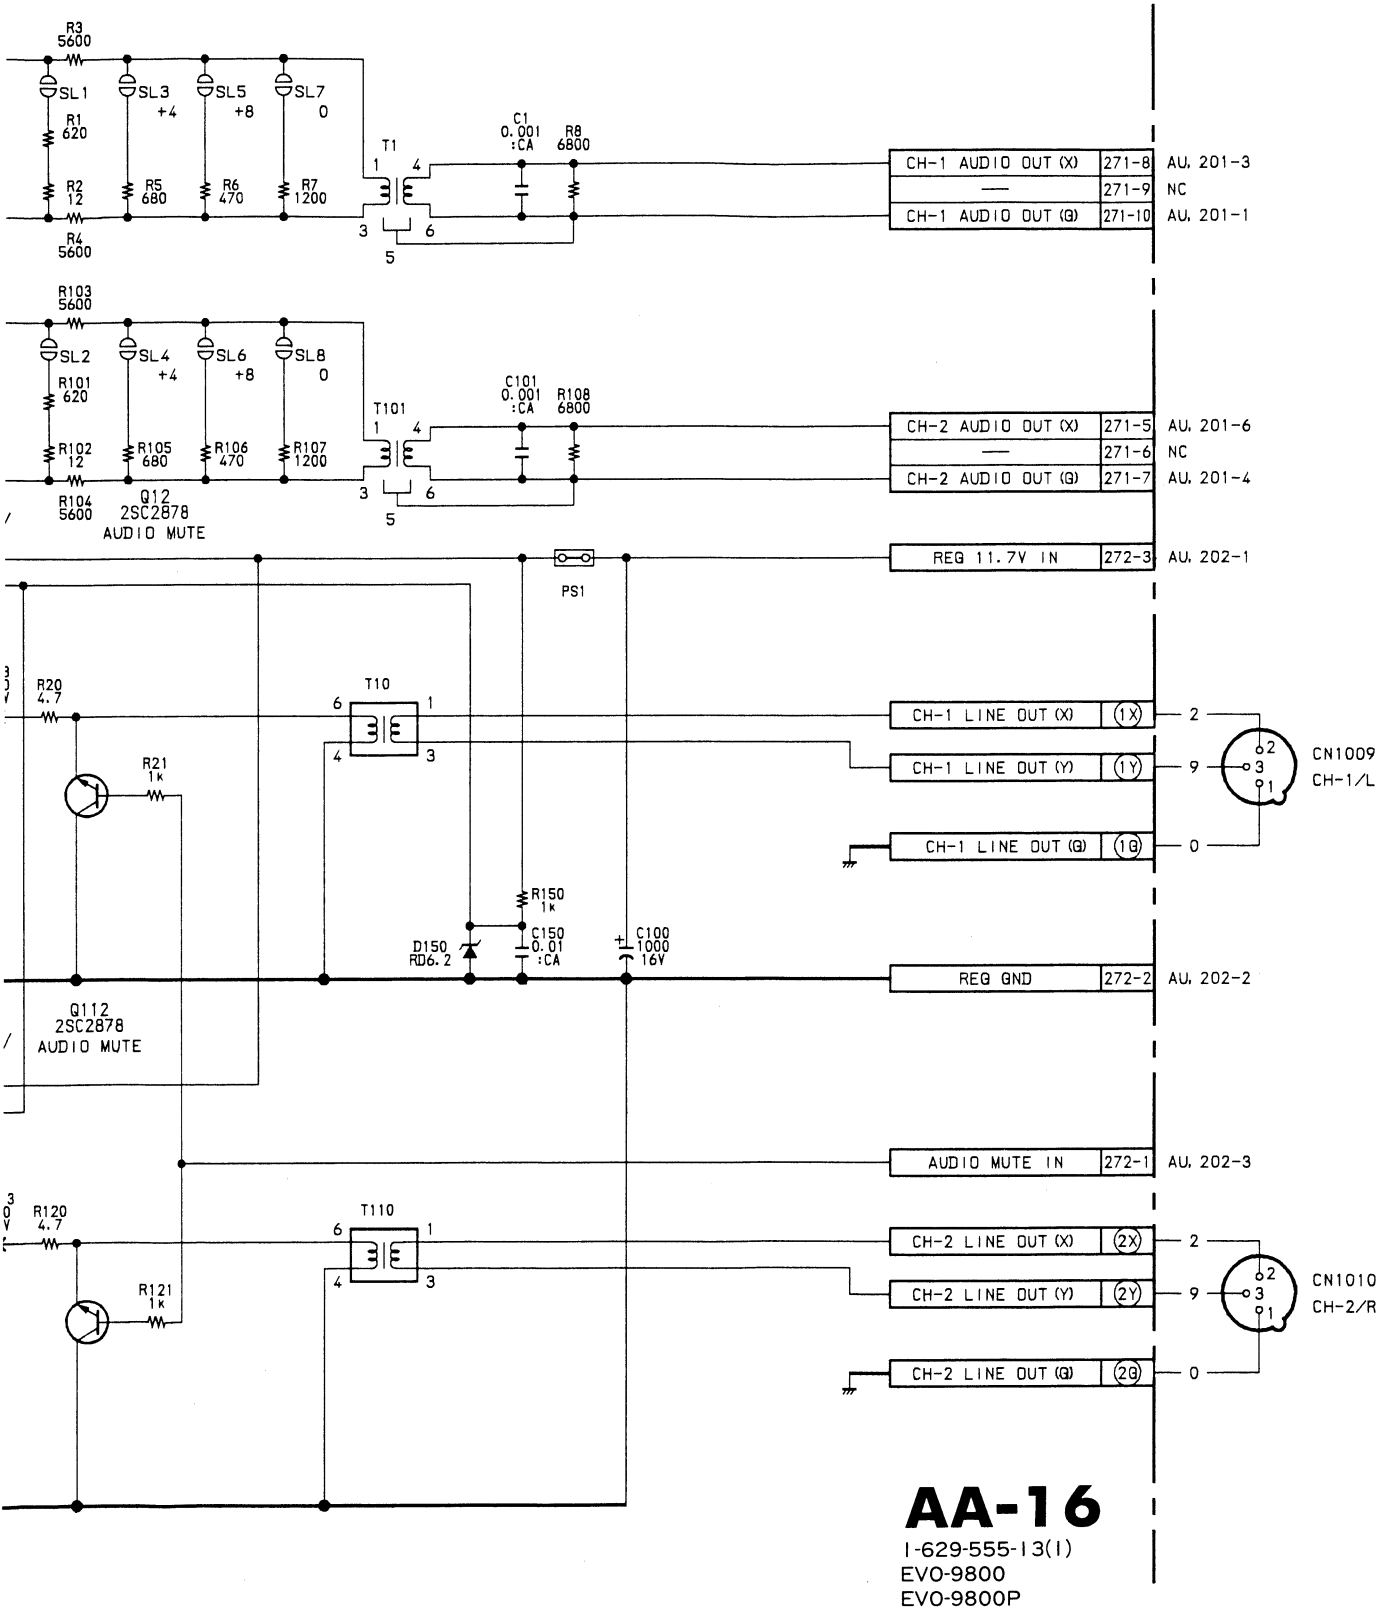 R3
5600
SL1
SL3
+4
SL5
+8
SL7
0
R1
620
R2
12
R5
680
R6
470
R7
1200
R4
5600
T1
1
4
3
6
5
C1
0.001
:CA
R8
6800
CH-1 AUDIO OUT (X) 271-8 AU, 201-3
— 271-9 NC
CH-1 AUDIO OUT (G) 271-10 AU, 201-1
R103
5600
SL2
SL4
+4
SL6
+8
SL8
0
R101
620
R102
12
R105
680
R106
470
R107
1200
R104
5600
T101
1
4
3
6
5
C101
0.001
:CA
R108
6800
CH-2 AUDIO OUT (X) 271-5 AU, 201-6
— 271-6 NC
CH-2 AUDIO OUT (G) 271-7 AU, 201-4
Q12
2SC2878
AUDIO MUTE
PS1
REG 11.7V IN 272-3 AU, 202-1
R20
4.7
R21
1k
T10
6
1
4
3
CH-1 LINE OUT (X) 1X 2
CH-1 LINE OUT (Y) 1Y 9
CH-1 LINE OUT (G) 1G 0
2
3
1
CN1009
CH-1/L
R150
1k
D150
RD6.2
C150
0.01
:CA
+
C100
1000
16V
REG GND 272-2 AU, 202-2
Q112
2SC2878
AUDIO MUTE
AUDIO MUTE IN 272-1 AU, 202-3
3
0
V
R120
4.7
R121
1k
T110
6
1
4
3
CH-2 LINE OUT (X) 2X 2
CH-2 LINE OUT (Y) 2Y 9
CH-2 LINE OUT (G) 2G 0
2
3
1
CN1010
CH-2/R
AA-16
1-629-555-13(1)
EVO-9800
EVO-9800P